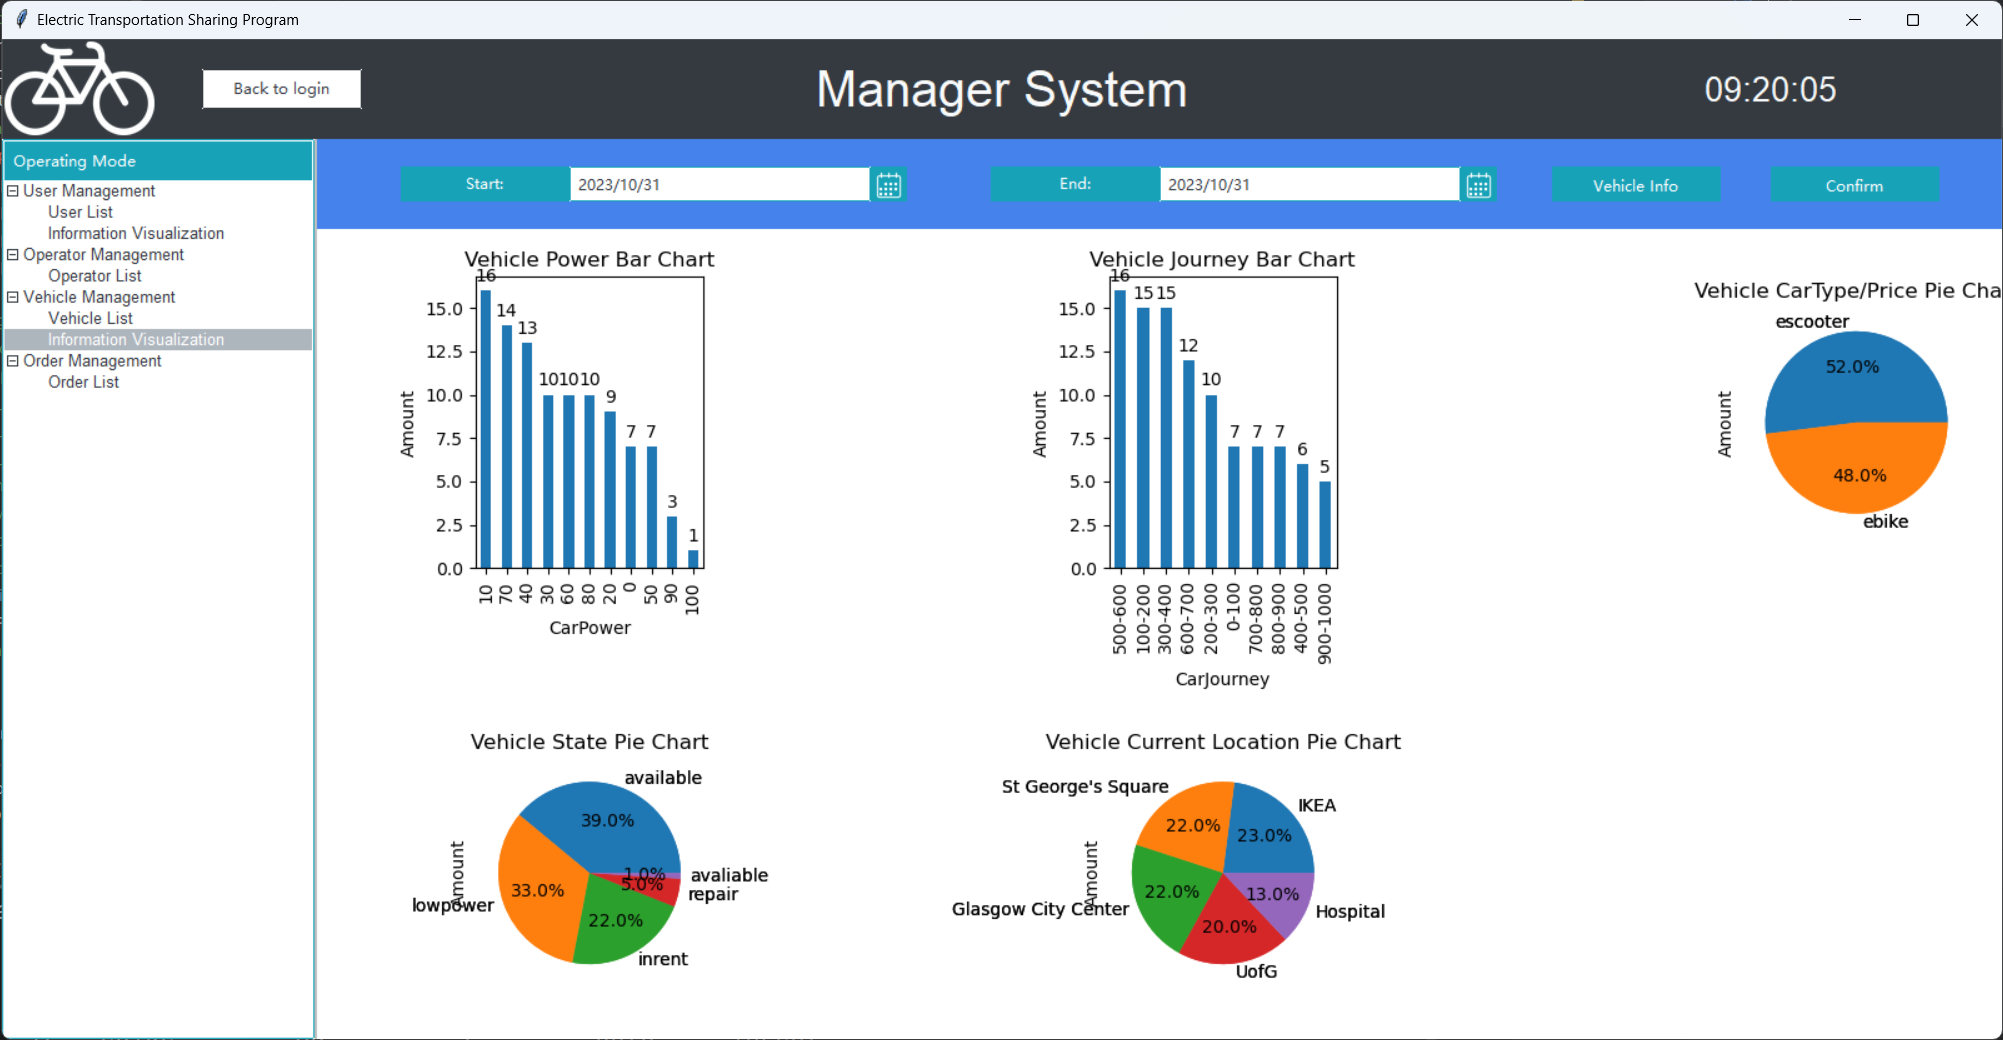 Electric Transportation Sharing Program
Back to login
Manager System
09:20:05
Operating Mode
User Management
User List
Information Visualization
Operator Management
Operator List
Vehicle Management
Vehicle List
Information Visualization
Order Management
Order List
Start:
2023/10/31
End:
2023/10/31
Vehicle Info
Confirm
Vehicle Power Bar Chart
16
14
13
10 10 10
9
7 7
3
1
15.0
12.5
10.0
7.5
5.0
2.5
0.0
Amount
10 70 40 30 60 80 20 0 50 90 100
CarPower
Vehicle Journey Bar Chart
16
15 15
12
10
7 7 7
6
5
15.0
12.5
10.0
7.5
5.0
2.5
0.0
Amount
500-600 100-200 300-400 600-700 200-300 0-100 700-800 800-900 400-500 900-1000
CarJourney
Vehicle CarType/Price Pie Cha
escooter
52.0%
Amount
48.0%
ebike
Vehicle State Pie Chart
available
39.0%
Amount
1.0%
avaliable
5.0%
repair
33.0%
lowpower
22.0%
inrent
Vehicle Current Location Pie Chart
St George's Square
IKEA
22.0%
23.0%
Amount
22.0%
13.0%
Glasgow City Center
Hospital
20.0%
UofG